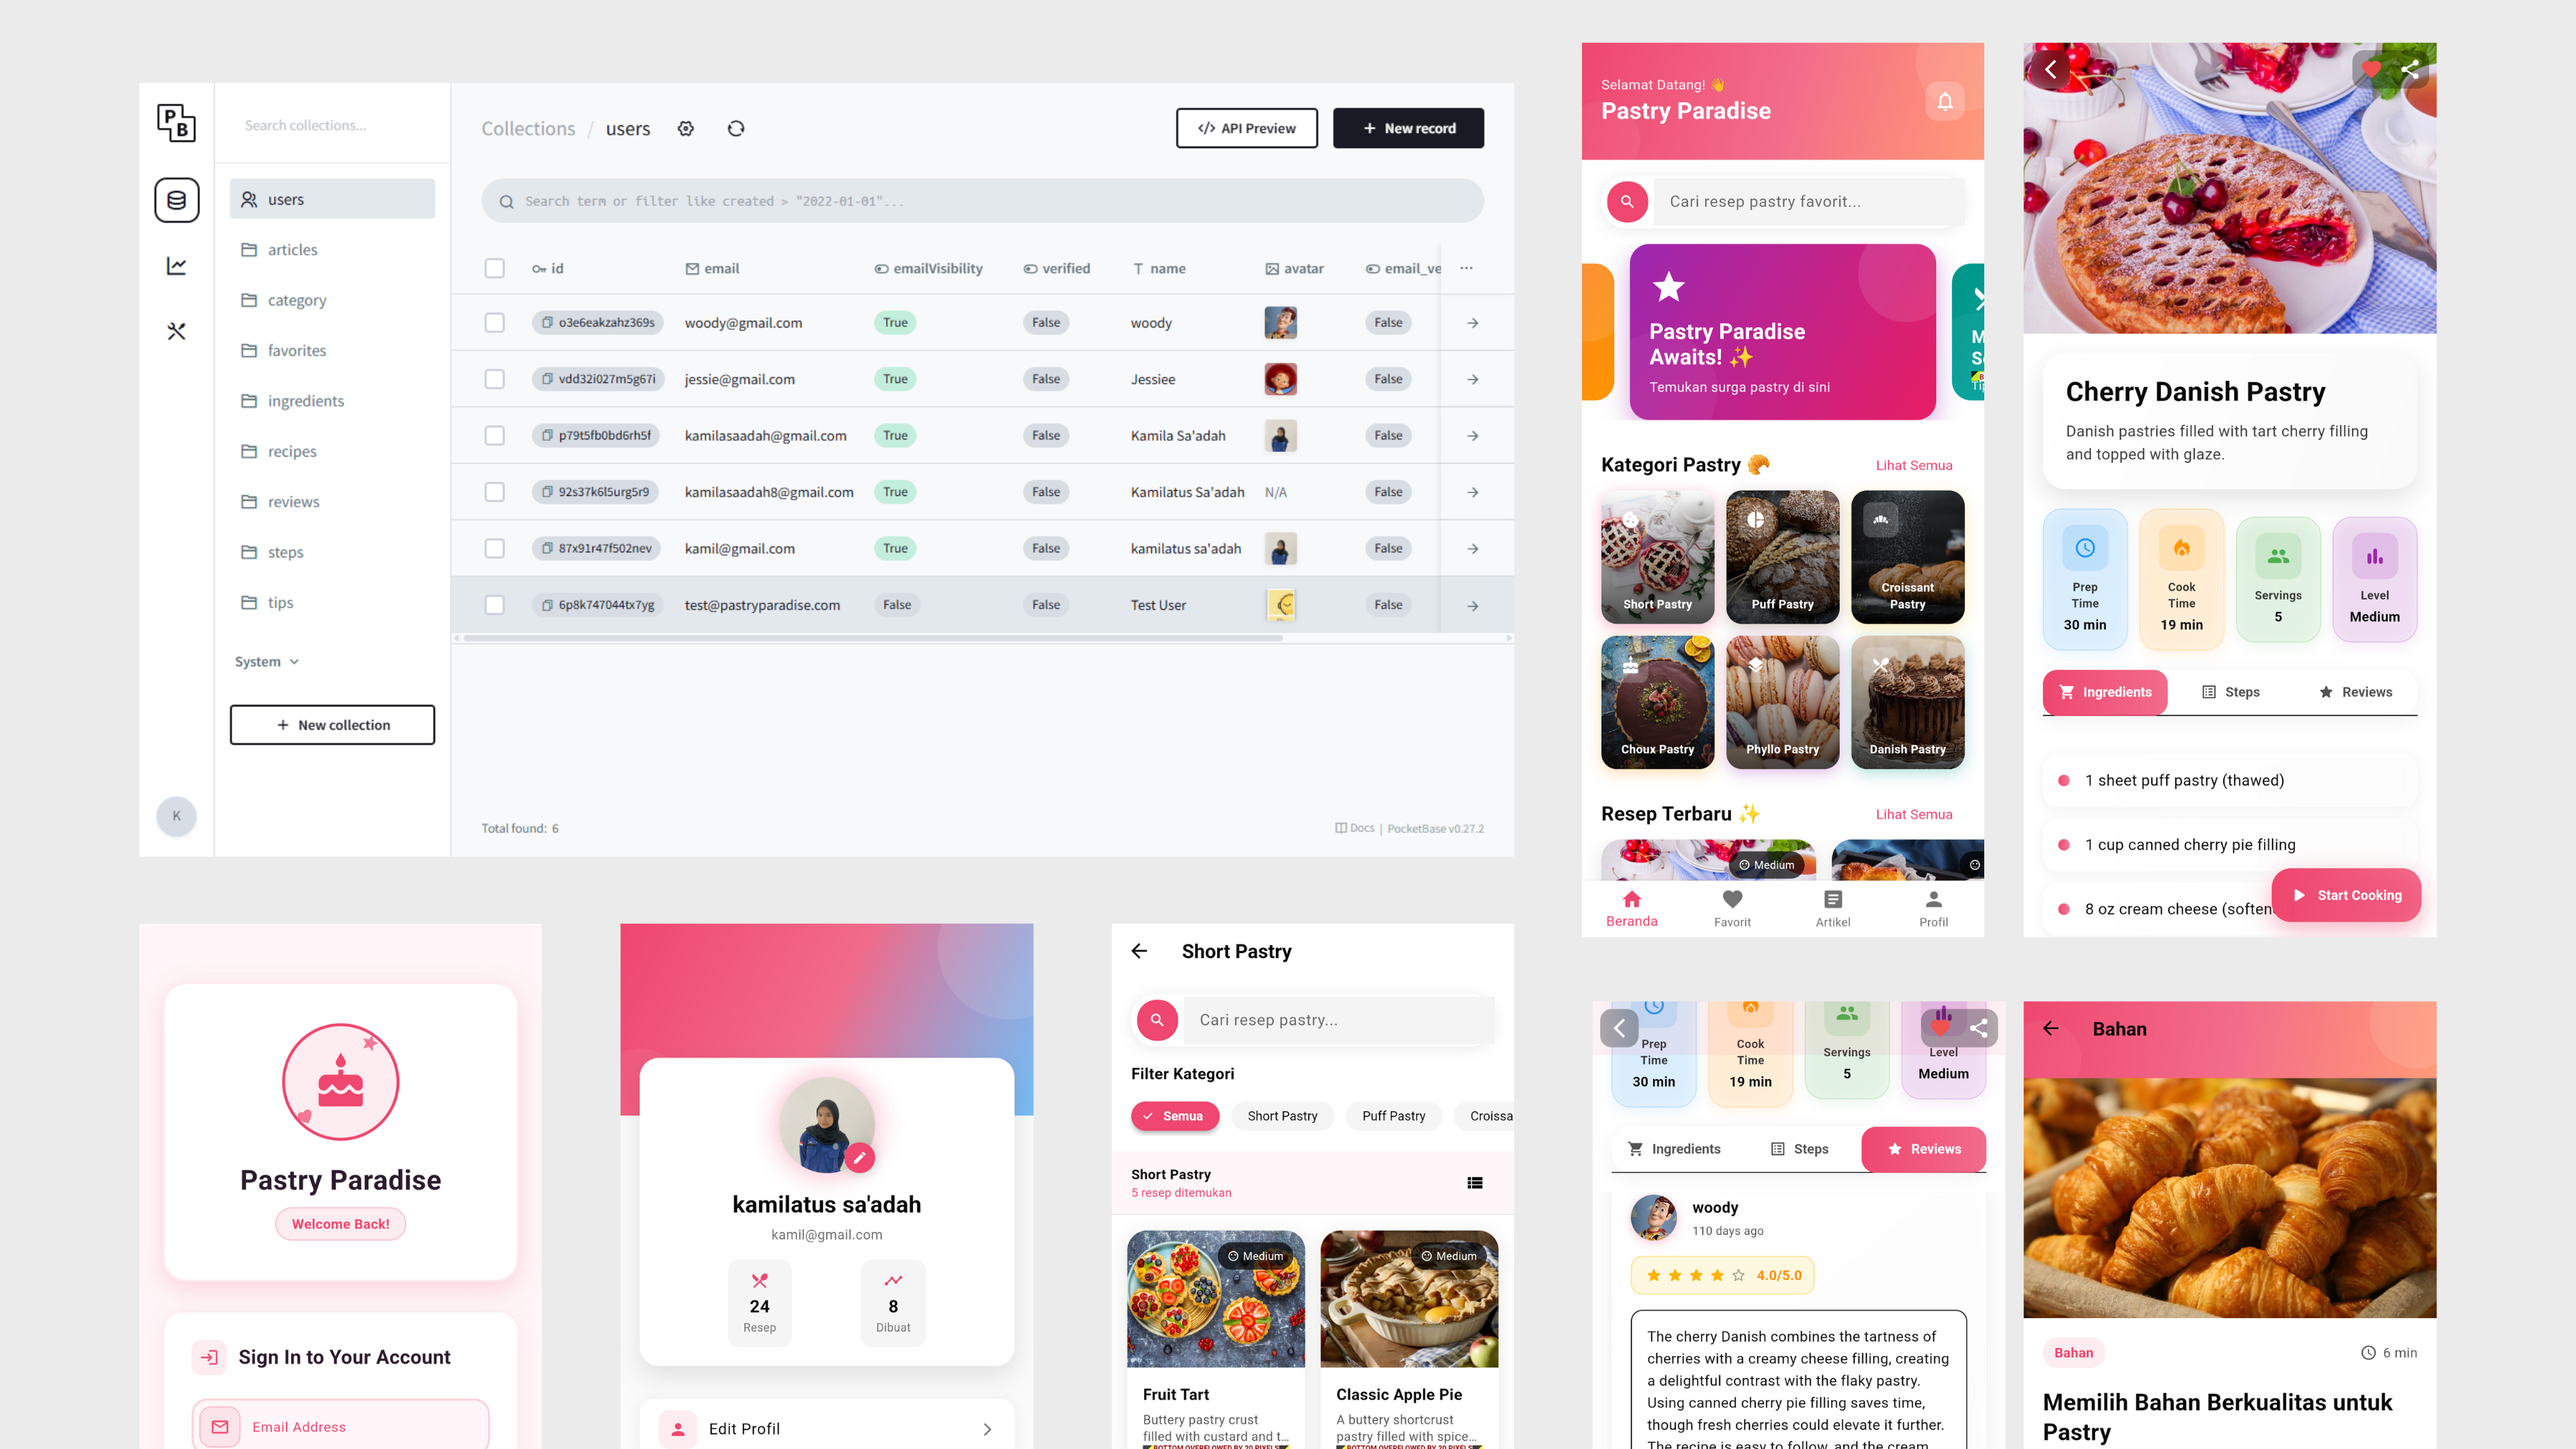 PB
Search collections...
users
articles
category
favorites
ingredients
recipes
reviews
steps
tips
System
+ New collection
K
Collections / users
</> API Preview
+ New record
Search term or filter like created > "2022-01-01"...
id email emailVisibility verified name avatar email_ve ...
o3e6eakzahz369s woody@gmail.com True False woody False
vdd32i027m5g67i jessie@gmail.com True False Jessiee False
p79t5fb0bd6rh5f kamilasaadah@gmail.com True False Kamila Sa'adah False
92s37k6l5urg5r9 kamilasaadah8@gmail.com True False Kamilatus Sa'adah N/A False
87x91r47f502nev kamil@gmail.com True False kamilatus sa'adah False
6p8k747044tx7yg test@pastryparadise.com False False Test User False
Total found: 6
Docs | PocketBase v0.27.2
Selamat Datang! 👋
Pastry Paradise
Cari resep pastry favorit...
Pastry Paradise
Awaits! ✨
Temukan surga pastry di sini
Kategori Pastry 🥐
Lihat Semua
Short Pastry
Puff Pastry
Croissant
Pastry
Choux Pastry
Phyllo Pastry
Danish Pastry
Resep Terbaru ✨
Lihat Semua
Medium
Beranda
Favorit
Artikel
Profil
Cherry Danish Pastry
Danish pastries filled with tart cherry filling
and topped with glaze.
Prep
Time
30 min
Cook
Time
19 min
Servings
5
Level
Medium
Ingredients
Steps
Reviews
1 sheet puff pastry (thawed)
1 cup canned cherry pie filling
8 oz cream cheese
Start Cooking
Pastry Paradise
Welcome Back!
Sign In to Your Account
Email Address
kamilatus sa'adah
kamil@gmail.com
24
Resep
8
Dibuat
Edit Profil
Short Pastry
Cari resep pastry...
Filter Kategori
Semua
Short Pastry
Puff Pastry
Croissa
Short Pastry
5 resep ditemukan
Medium
Medium
Fruit Tart
Buttery pastry crust
filled with custard and t...
BOTTOM OVERFLOWED BY 20 PIXELS
Classic Apple Pie
A buttery shortcrust
pastry filled with spice...
BOTTOM OVERFLOWED BY 20 PIXELS
Prep
Time
30 min
Cook
Time
19 min
Servings
5
Level
Medium
Ingredients
Steps
Reviews
woody
110 days ago
4.0/5.0
The cherry Danish combines the tartness of
cherries with a creamy cheese filling, creating
a delightful contrast with the flaky pastry.
Using canned cherry pie filling saves time,
though fresh cherries could elevate it further.
The recipe is easy to follow, and the cream
Bahan
Bahan
6 min
Memilih Bahan Berkualitas untuk
Pastry